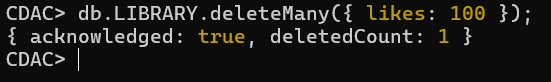 CDAC> db.LIBRARY.deleteMany({ likes: 100 });
{ acknowledged: true, deletedCount: 1 }
CDAC>